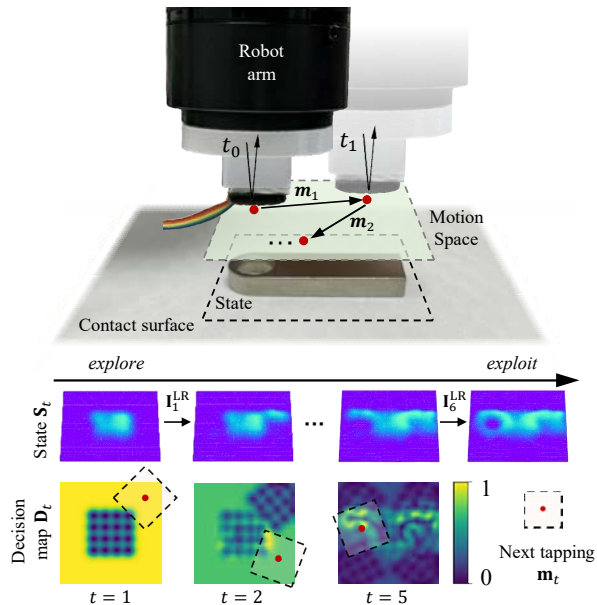 Robot
arm
t₀
t₁
m₁
m₂
...
Motion
Space
State
Contact surface
explore
exploit
State Sₜ
I₁ᴸᴿ
...
I₆ᴸᴿ
Decision
map Dₜ
1
0
Next tapping
mₜ
t = 1
t = 2
t = 5